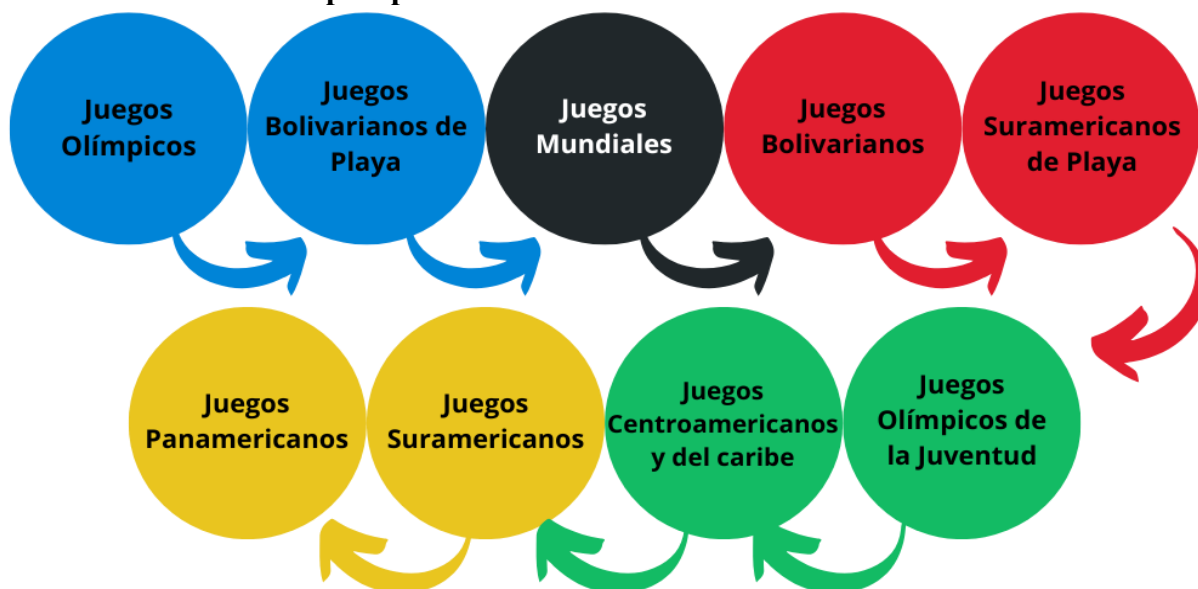 Juegos
Olímpicos
Juegos
Bolivarianos de
Playa
Juegos
Mundiales
Juegos
Bolivarianos
Juegos
Suramericanos
de Playa
Juegos
Panamericanos
Juegos
Suramericanos
Juegos
Centroamericanos
y del caribe
Juegos
Olímpicos de
la Juventud